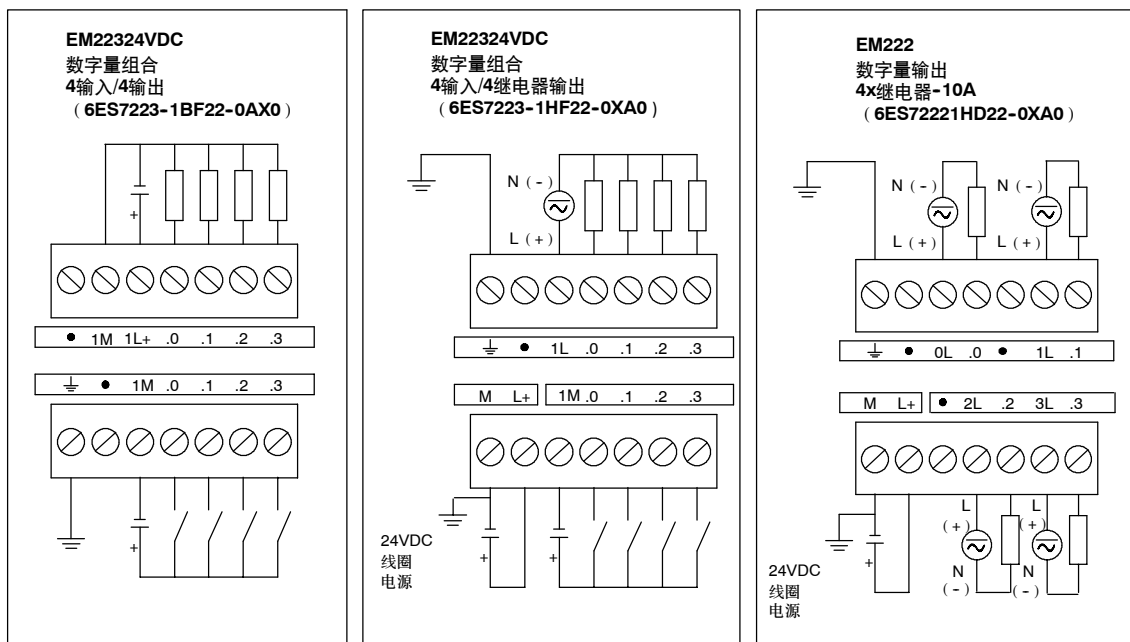 EM22324VDC
数字量组合
4输入/4输出
（6ES7223-1BF22-0AX0）
+
● 1M 1L+ .0 .1 .2 .3
● 1M .0 .1 .2 .3
+
EM22324VDC
数字量组合
4输入/4继电器输出
（6ES7223-1HF22-0XA0）
N (-)
L (+)
● 1L .0 .1 .2 .3
M L+ 1M .0 .1 .2 .3
+ +
24VDC
线圈
电源
EM222
数字量输出
4x继电器-10A
（6ES72221HD22-0XA0）
N (-) N (-)
L (+) L (+)
● 0L .0 ● 1L .1
M L+ ● 2L .2 3L .3
L L
(+) (+)
+
N N
(-) (-)
24VDC
线圈
电源